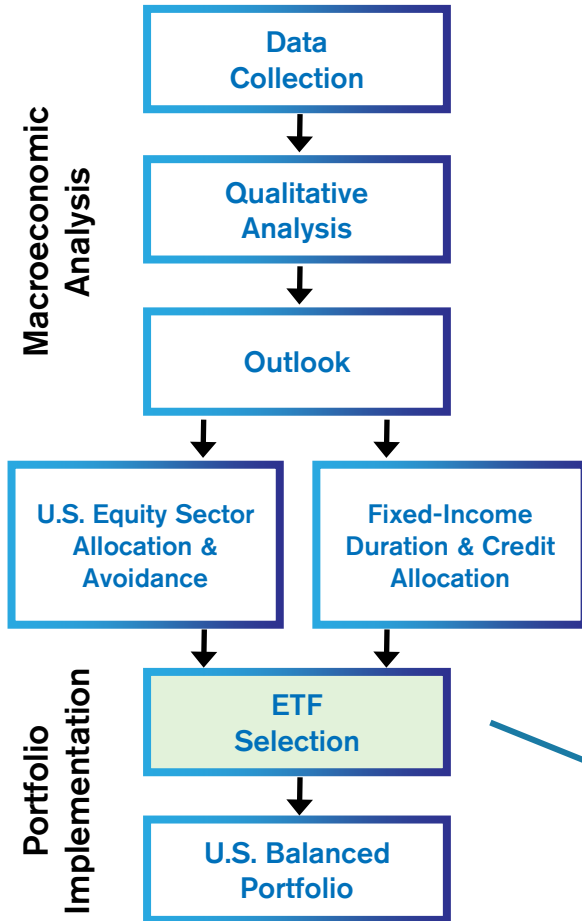 Macroeconomic
Analysis
Data
Collection
Qualitative
Analysis
Outlook
U.S. Equity Sector
Allocation &
Avoidance
Fixed-Income
Duration & Credit
Allocation
Portfolio
Implementation
ETF
Selection
U.S. Balanced
Portfolio